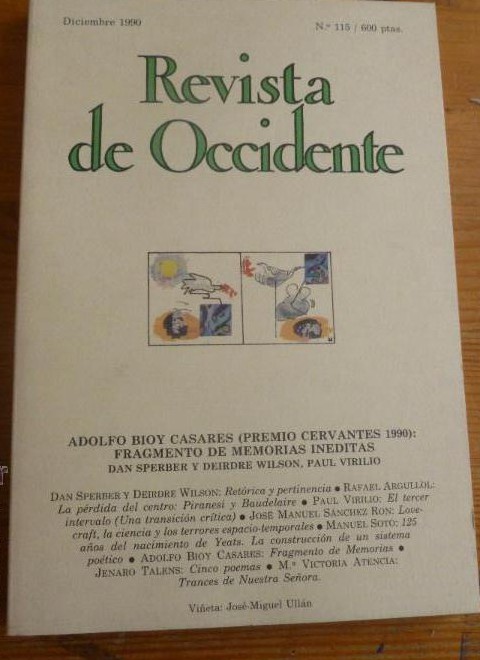 Diciembre 1990
N.º 115 / 600 ptas.
Revista
de Occidente
ADOLFO BIOY CASARES (PREMIO CERVANTES 1990):
FRAGMENTO DE MEMORIAS INEDITAS
DAN SPERBER Y DEIRDRE WILSON, PAUL VIRILIO
DAN SPERBER Y DEIRDRE WILSON: Retórica y pertinencia ● RAFAEL ARGULLOL:
La pérdida del centro: Piranesi y Baudelaire ● PAUL VIRILIO: El tercer
intervalo (Una transición crítica) ● JOSÉ MANUEL SÁNCHEZ RON: Love-
craft, la ciencia y los terrores espacio-temporales ● MANUEL SOTO: 125
años del nacimiento de Yeats. La construcción de un sistema
poético ● ADOLFO BIOY CASARES: Fragmento de Memorias ●
JENARO TALENS: Cinco poemas ● M.ª VICTORIA ATENCIA:
Trances de Nuestra Señora.
Viñeta: José-Miguel Ullán